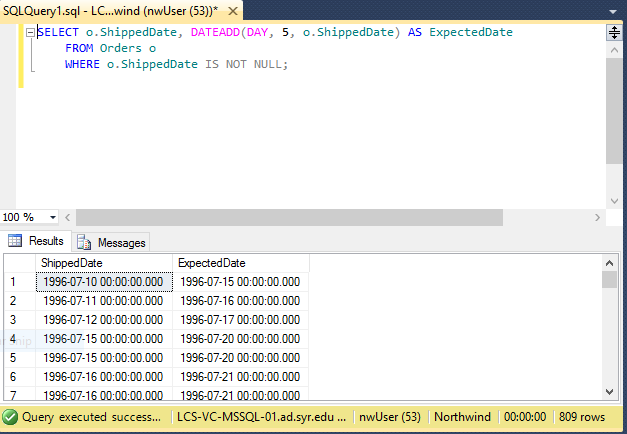 SQLQuery1.sql - LC...wind (nwUser (53))*
SELECT o.ShippedDate, DATEADD(DAY, 5, o.ShippedDate) AS ExpectedDate
FROM Orders o
WHERE o.ShippedDate IS NOT NULL;
100 %
Results Messages
ShippedDate ExpectedDate
1 1996-07-10 00:00:00.000 1996-07-15 00:00:00.000
2 1996-07-11 00:00:00.000 1996-07-16 00:00:00.000
3 1996-07-12 00:00:00.000 1996-07-17 00:00:00.000
4 1996-07-15 00:00:00.000 1996-07-20 00:00:00.000
5 1996-07-15 00:00:00.000 1996-07-20 00:00:00.000
6 1996-07-16 00:00:00.000 1996-07-21 00:00:00.000
7 1996-07-16 00:00:00.000 1996-07-21 00:00:00.000
Query executed success... LCS-VC-MSSQL-01.ad.syr.edu ... nwUser (53) Northwind 00:00:00 809 rows